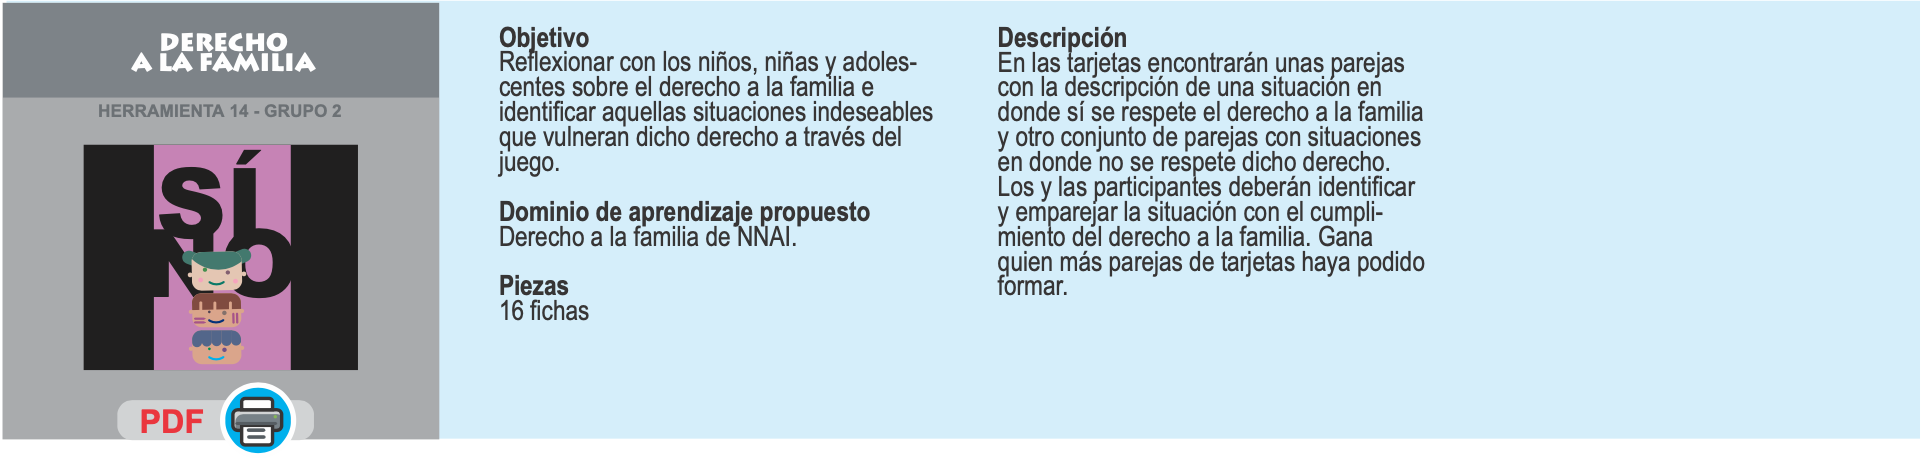 DERECHO
A LA FAMILIA
HERRAMIENTA 14 - GRUPO 2
SÍ
NO
PDF
Objetivo
Reflexionar con los niños, niñas y adoles-
centes sobre el derecho a la familia e
identificar aquellas situaciones indeseables
que vulneran dicho derecho a través del
juego.
Dominio de aprendizaje propuesto
Derecho a la familia de NNAI.
Piezas
16 fichas
Descripción
En las tarjetas encontrarán unas parejas
con la descripción de una situación en
donde sí se respete el derecho a la familia
y otro conjunto de parejas con situaciones
en donde no se respete dicho derecho.
Los y las participantes deberán identificar
y emparejar la situación con el cumpli-
miento del derecho a la familia. Gana
quien más parejas de tarjetas haya podido
formar.